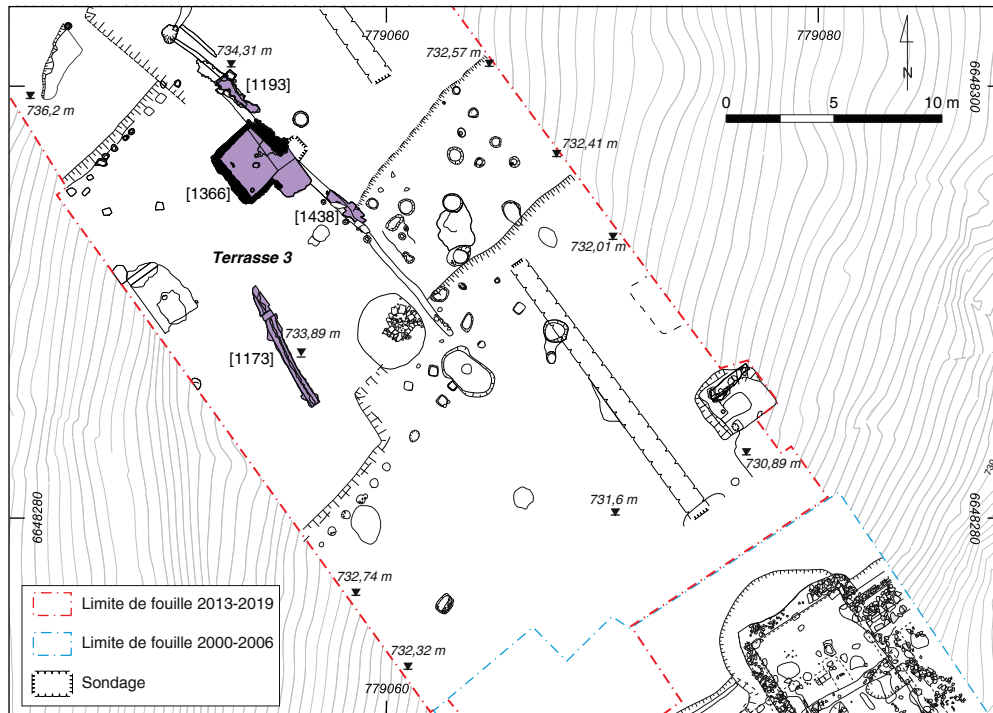 779060
779080
734,31 m
732,57 m
N
6648300
736,2 m
[1193]
0 5 10 m
732,41 m
[1366]
[1438]
732,01 m
Terrasse 3
733,89 m
[1173]
730,89 m
731,6 m
6648280
6648280
732,74 m
Limite de fouille 2013-2019
Limite de fouille 2000-2006
Sondage
732,32 m
779060